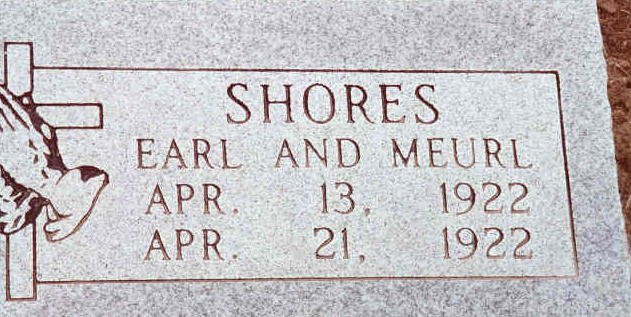 SHORES
EARL AND MEURL
APR. 13, 1922
APR. 21, 1922